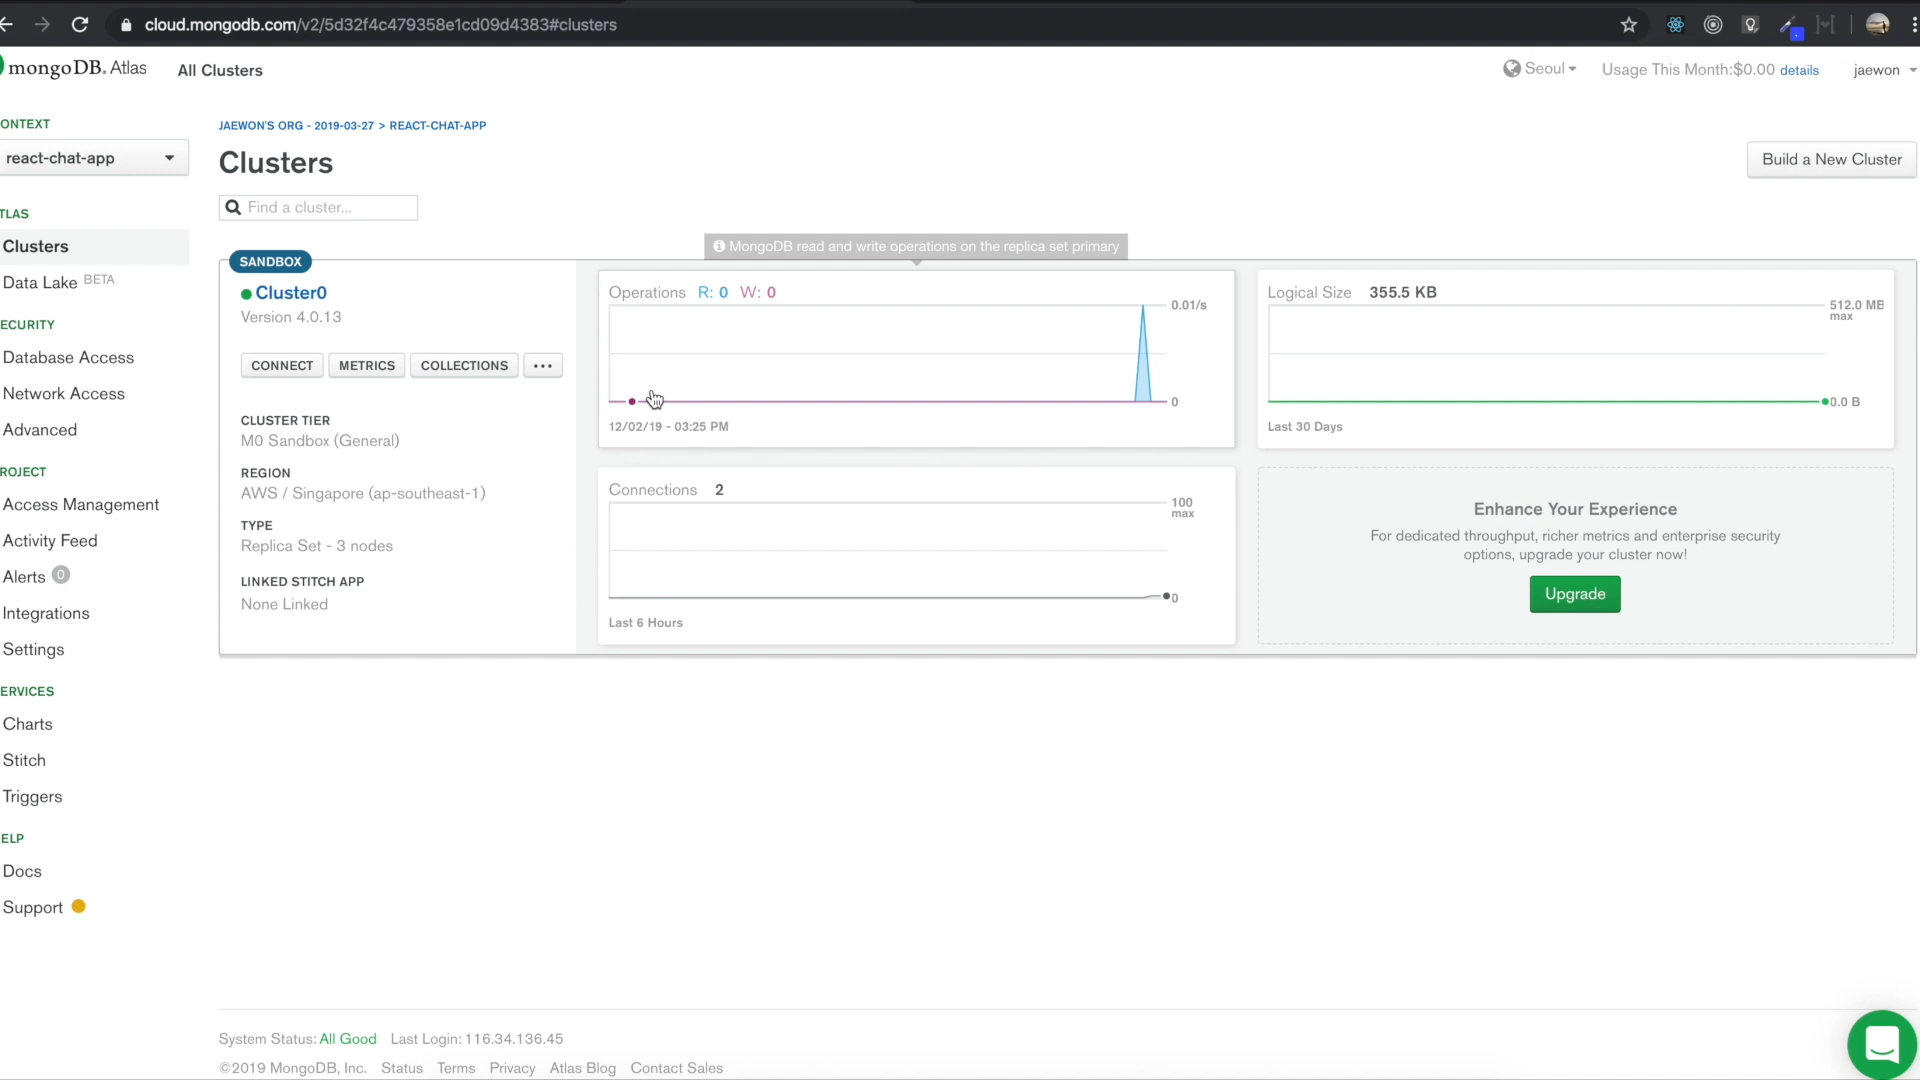 cloud.mongodb.com/v2/5d32f4c479358e1cd09d4383#clusters
mongoDB. Atlas
All Clusters
Seoul
Usage This Month:$0.00 details
jaewon
ONTEXT
react-chat-app
TLAS
Clusters
Data Lake BETA
ECURITY
Database Access
Network Access
Advanced
ROJECT
Access Management
Activity Feed
Alerts 0
Integrations
Settings
ERVICES
Charts
Stitch
Triggers
ELP
Docs
Support
JAEWON'S ORG - 2019-03-27 > REACT-CHAT-APP
Clusters
Build a New Cluster
Find a cluster...
SANDBOX
Cluster0
Version 4.0.13
CONNECT METRICS COLLECTIONS ...
CLUSTER TIER
M0 Sandbox (General)
REGION
AWS / Singapore (ap-southeast-1)
TYPE
Replica Set - 3 nodes
LINKED STITCH APP
None Linked
MongoDB read and write operations on the replica set primary
Operations R: 0 W: 0
0.01/s
0
12/02/19 - 03:25 PM
Logical Size 355.5 KB
512.0 MB
max
0.0 B
Last 30 Days
Connections 2
100
max
0
Last 6 Hours
Enhance Your Experience
For dedicated throughput, richer metrics and enterprise security
options, upgrade your cluster now!
Upgrade
System Status: All Good Last Login: 116.34.136.45
©2019 MongoDB, Inc. Status Terms Privacy Atlas Blog Contact Sales